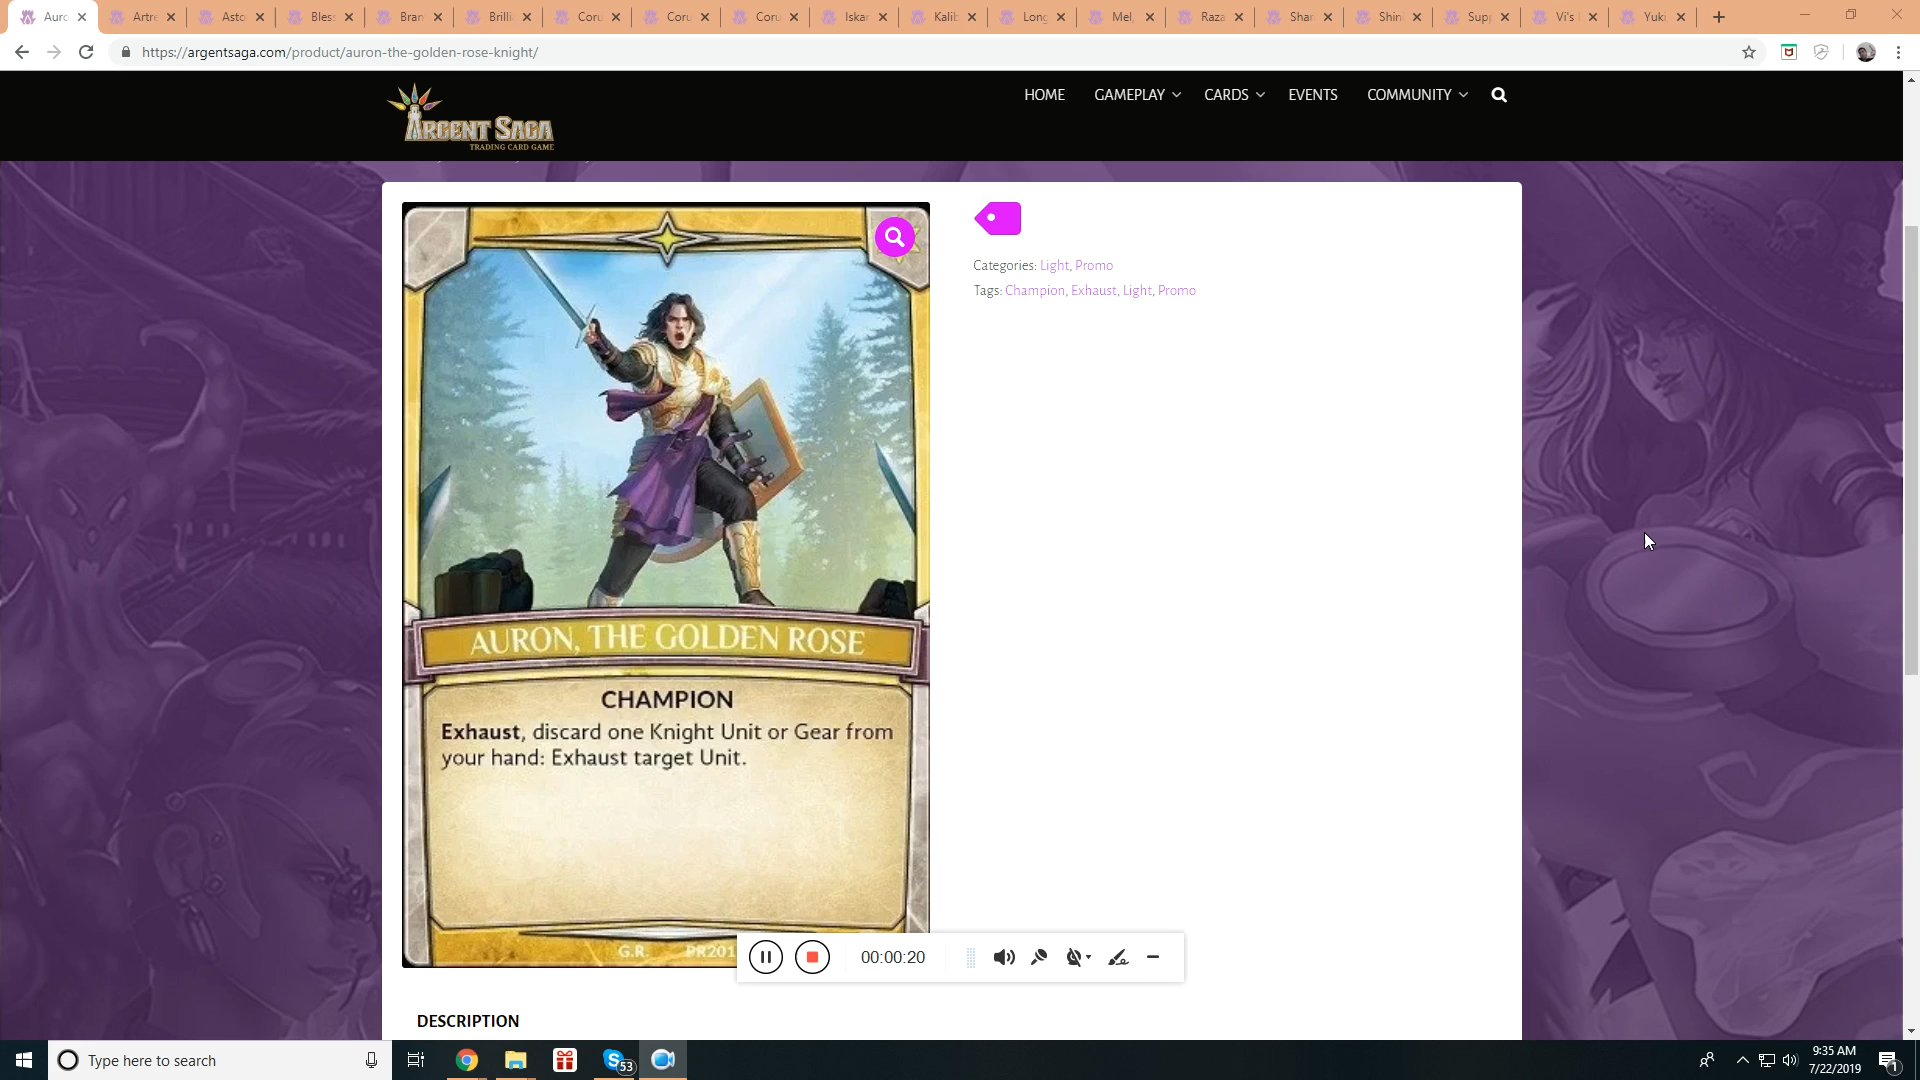 Auro
Artre
Asto
Bless
Bran
Brilli
Coru
Coru
Coru
Iskar
Kalib
Long
Mel,
Raza
Shar
Shin
Supp
Vi's
Yuki
https://argentsaga.com/product/auron-the-golden-rose-knight/
ARGENT SAGA
TRADING CARD GAME
HOME GAMEPLAY CARDS EVENTS COMMUNITY
Categories: Light, Promo
Tags: Champion, Exhaust, Light, Promo
AURON, THE GOLDEN ROSE
CHAMPION
Exhaust, discard one Knight Unit or Gear from
your hand: Exhaust target Unit.
G.R. PR201
00:00:20
DESCRIPTION
Type here to search
53
9:35 AM
7/22/2019
1